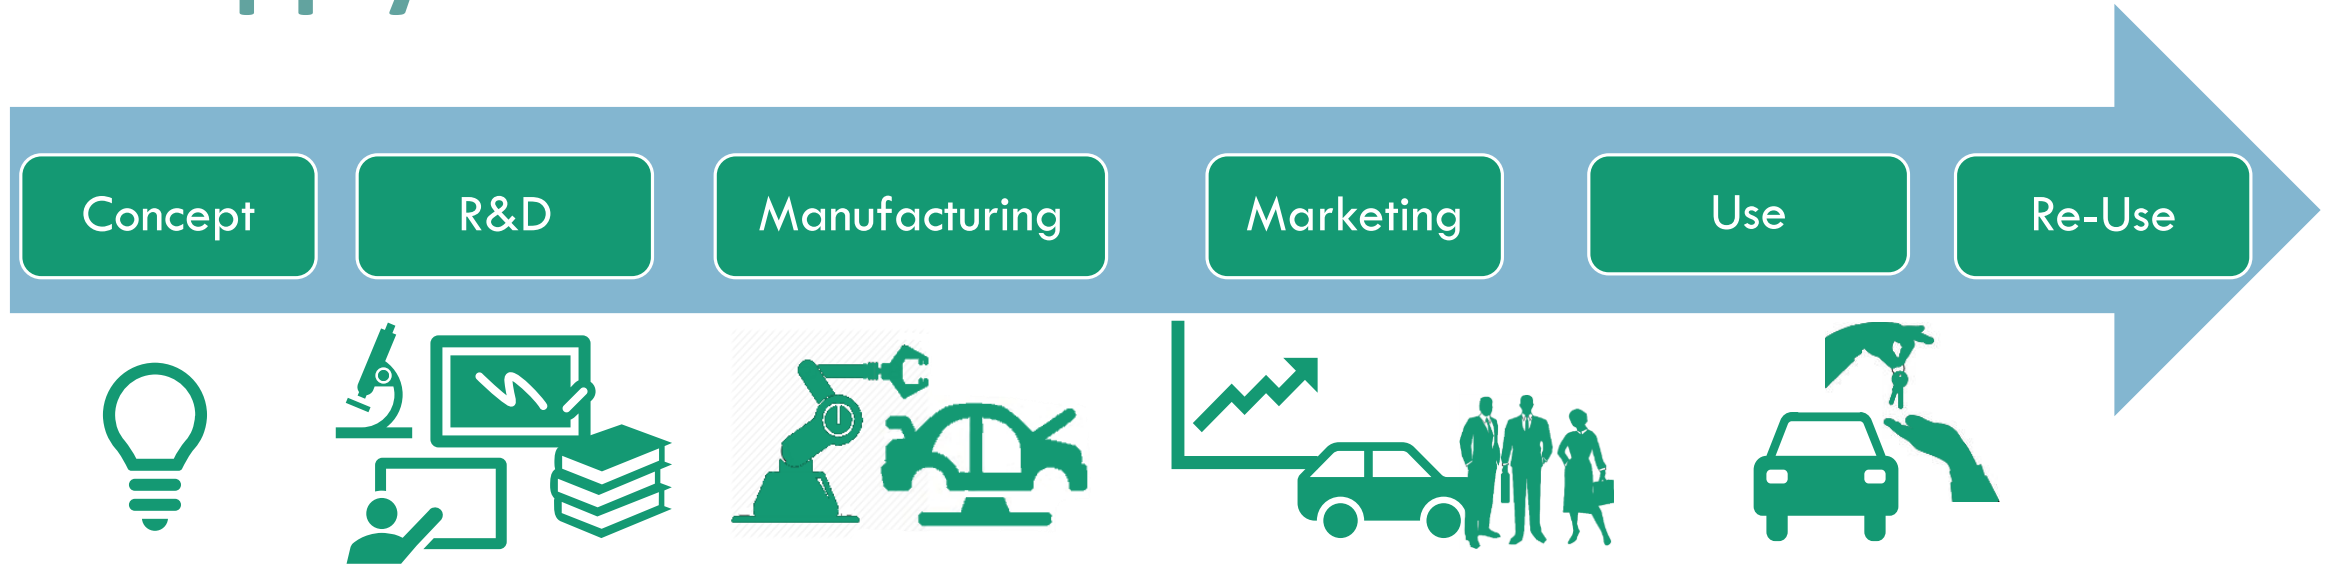 Concept
R&D
Manufacturing
Marketing
Use
Re-Use